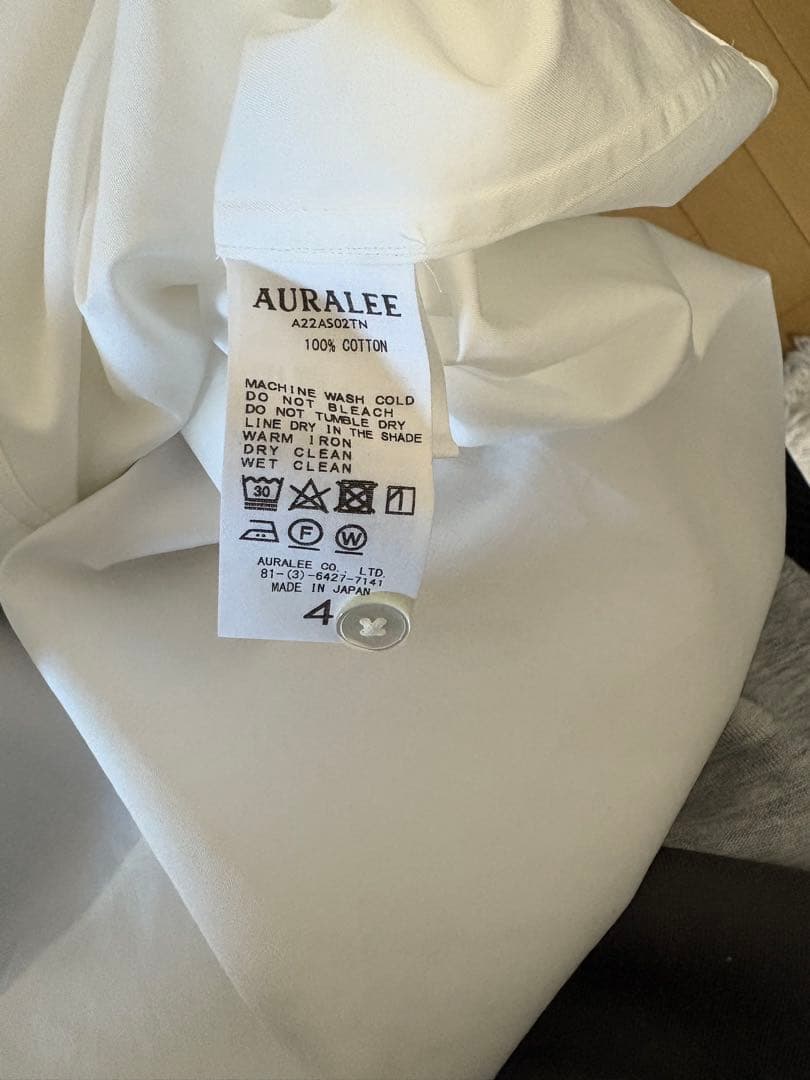 AURALEE
A22AS02TN
100% COTTON
MACHINE WASH COLD
DO NOT BLEACH
DO NOT TUMBLE DRY
LINE DRY IN THE SHADE
WARM IRON
DRY CLEAN
WET CLEAN
30
F W
AURALEE CO., LTD.
81-(3)-6427-7141
MADE IN JAPAN
4